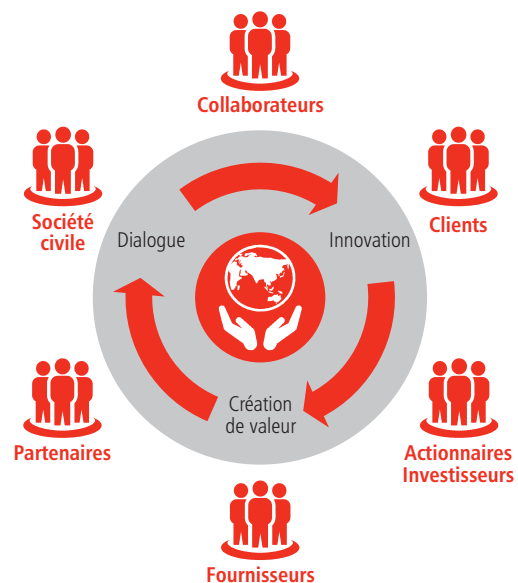 Collaborateurs
Société
civile
Clients
Dialogue
Innovation
Création
de valeur
Partenaires
Actionnaires
Investisseurs
Fournisseurs